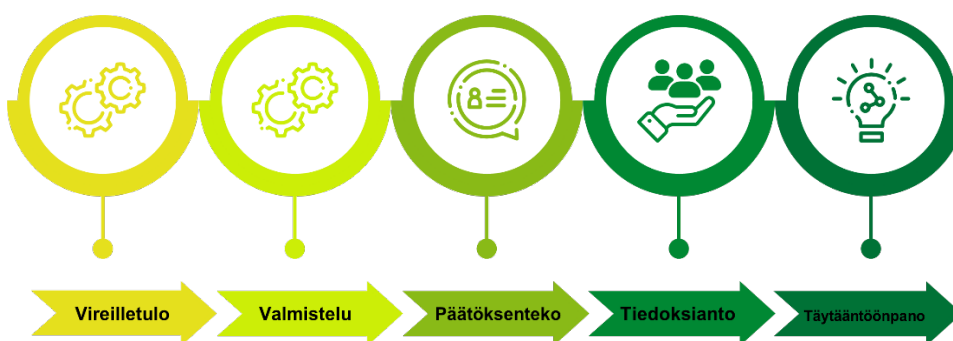 Vireilletulo
Valmistelu
Päätöksenteko
Tiedoksianto
Täytääntöönpano